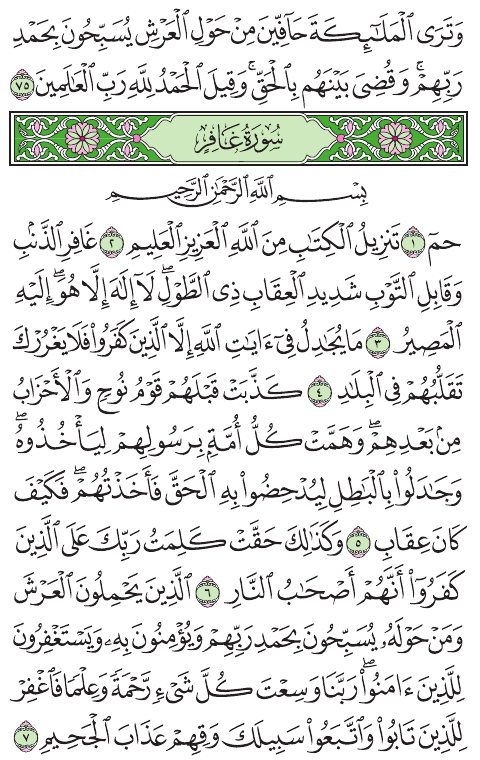 وَتَرَى ٱلْمَلَٰٓئِكَةَ حَآفِّينَ مِنْ حَوْلِ ٱلْعَرْشِ يُسَبِّحُونَ بِحَمْدِ
رَبِّهِمْۖ وَقُضِىَ بَيْنَهُم بِٱلْحَقِّۚ وَقِيلَ ٱلْحَمْدُ لِلَّهِ رَبِّ ٱلْعَٰلَمِينَ ٧٥
سُورَةُ غَافِرٍ
بِسْمِ ٱللَّهِ ٱلرَّحْمَٰنِ ٱلرَّحِيمِ
حمٓ ١ تَنزِيلُ ٱلْكِتَٰبِ مِنَ ٱللَّهِ ٱلْعَزِيزِ ٱلْعَلِيمِ ٢ غَافِرِ ٱلذَّنۢبِ
وَقَابِلِ ٱلتَّوْبِ شَدِيدِ ٱلْعِقَابِ ذِى ٱلطَّوْلِۖ لَآ إِلَٰهَ إِلَّا هُوَۖ إِلَيْهِ
ٱلْمَصِيرُ ٣ مَا يُجَٰدِلُ فِىٓ ءَايَٰتِ ٱللَّهِ إِلَّا ٱلَّذِينَ كَفَرُوا۟ فَلَا يَغْرُرْكَ
تَقَلُّبُهُمْ فِى ٱلْبِلَٰدِ ٤ كَذَّبَتْ قَبْلَهُمْ قَوْمُ نُوحٍ وَٱلْأَحْزَابُ
مِنۢ بَعْدِهِمْۖ وَهَمَّتْ كُلُّ أُمَّةٍۭ بِرَسُولِهِمْ لِيَأْخُذُوهُۖ
وَجَٰدَلُوا۟ بِٱلْبَٰطِلِ لِيُدْحِضُوا۟ بِهِ ٱلْحَقَّ فَأَخَذْتُهُمْۖ فَكَيْفَ
كَانَ عِقَابِ ٥ وَكَذَٰلِكَ حَقَّتْ كَلِمَتُ رَبِّكَ عَلَى ٱلَّذِينَ
كَفَرُوٓا۟ أَنَّهُمْ أَصْحَٰبُ ٱلنَّارِ ٦ ٱلَّذِينَ يَحْمِلُونَ ٱلْعَرْشَ
وَمَنْ حَوْلَهُۥ يُسَبِّحُونَ بِحَمْدِ رَبِّهِمْ وَيُؤْمِنُونَ بِهِۦ وَيَسْتَغْفِرُونَ
لِلَّذِينَ ءَامَنُوا۟ۖ رَبَّنَا وَسِعْتَ كُلَّ شَىْءٍ رَّحْمَةً وَعِلْمًا فَٱغْفِرْ
لِلَّذِينَ تَابُوا۟ وَٱتَّبَعُوا۟ سَبِيلَكَ وَقِهِمْ عَذَابَ ٱلْجَحِيمِ ٧